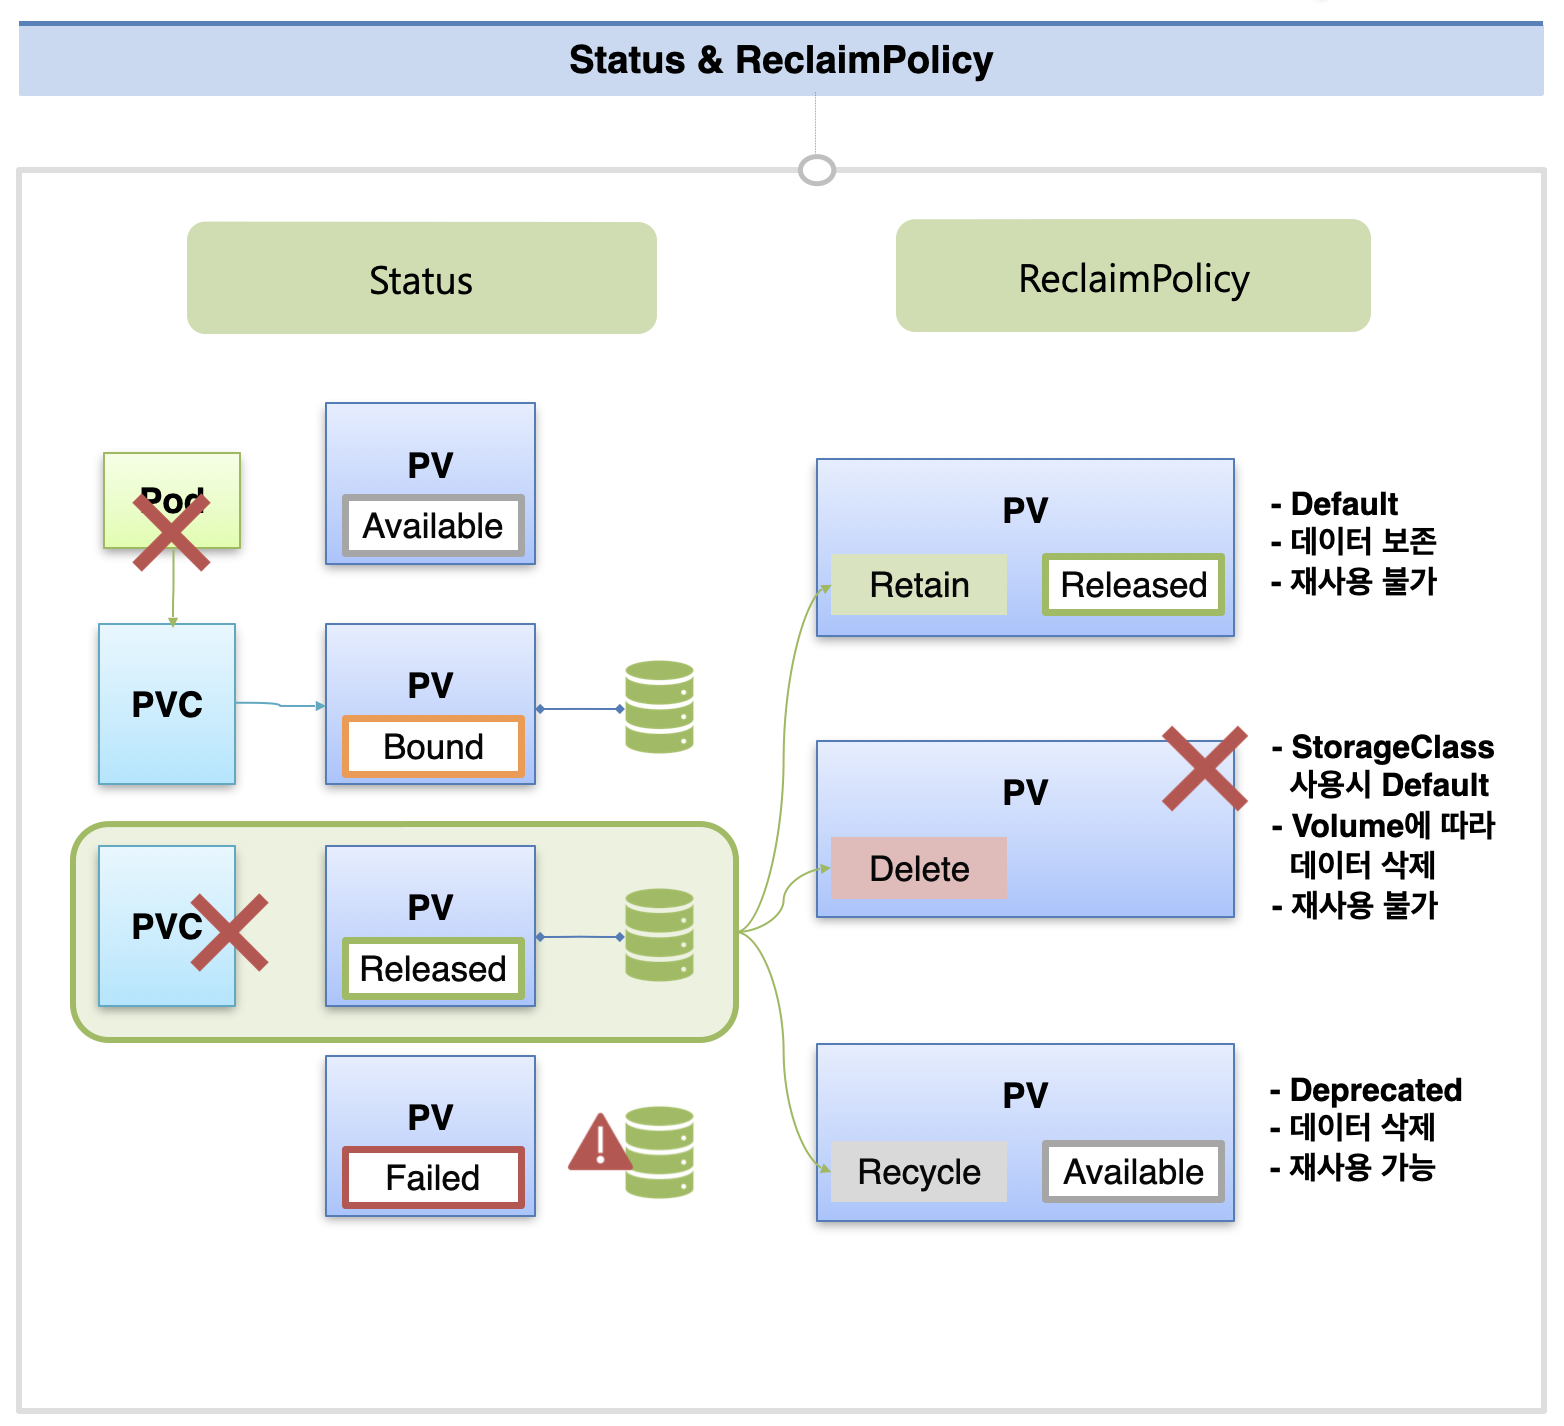 Status & ReclaimPolicy
Status
ReclaimPolicy
Pod
PV
Available
PVC
PV
Bound
PVC
PV
Released
PV
Failed
PV
Retain
Released
- Default
- 데이터 보존
- 재사용 불가
PV
Delete
- StorageClass
사용시 Default
- Volume에 따라
데이터 삭제
- 재사용 불가
PV
Recycle
Available
- Deprecated
- 데이터 삭제
- 재사용 가능